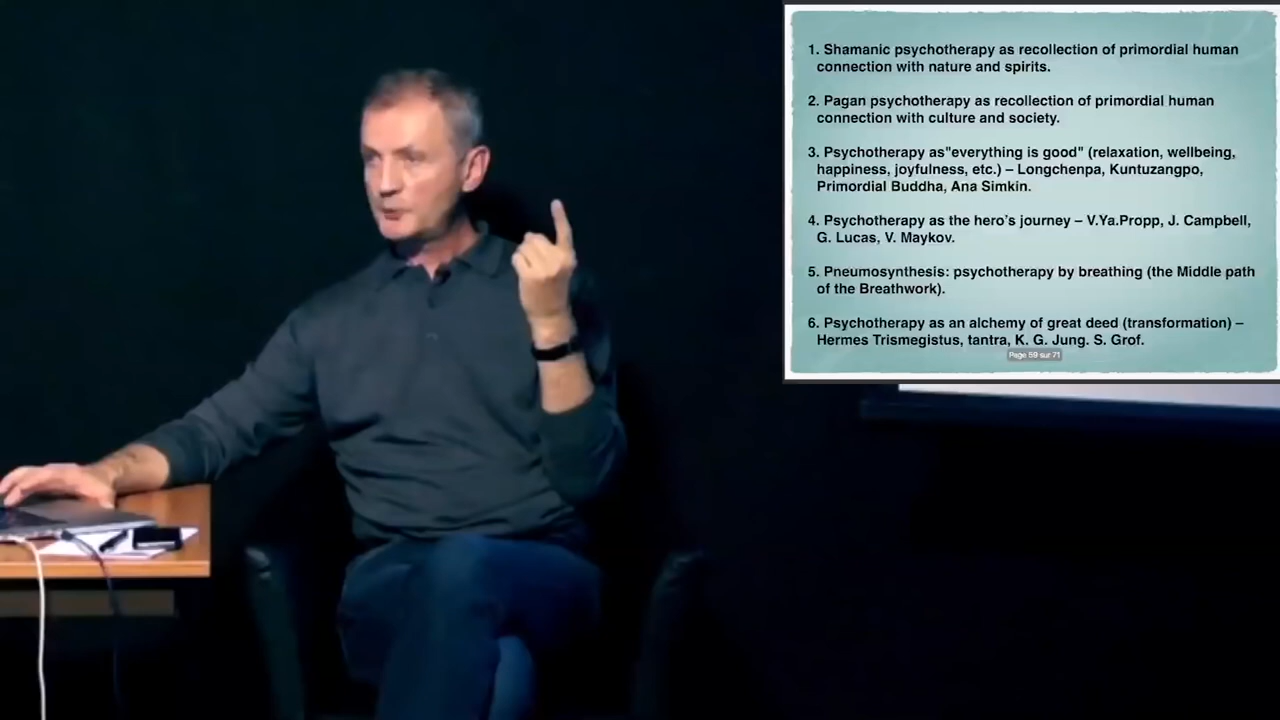 1. Shamanic psychotherapy as recollection of primordial human
connection with nature and spirits.
2. Pagan psychotherapy as recollection of primordial human
connection with culture and society.
3. Psychotherapy as"everything is good" (relaxation, wellbeing,
happiness, joyfulness, etc.) – Longchenpa, Kuntuzangpo,
Primordial Buddha, Ana Simkin.
4. Psychotherapy as the hero's journey – V.Ya.Propp, J. Campbell,
G. Lucas, V. Maykov.
5. Pneumosynthesis: psychotherapy by breathing (the Middle path
of the Breathwork).
6. Psychotherapy as an alchemy of great deed (transformation) –
Hermes Trismegistus, tantra, K. G. Jung. S. Grof.
Page 59 sur 71